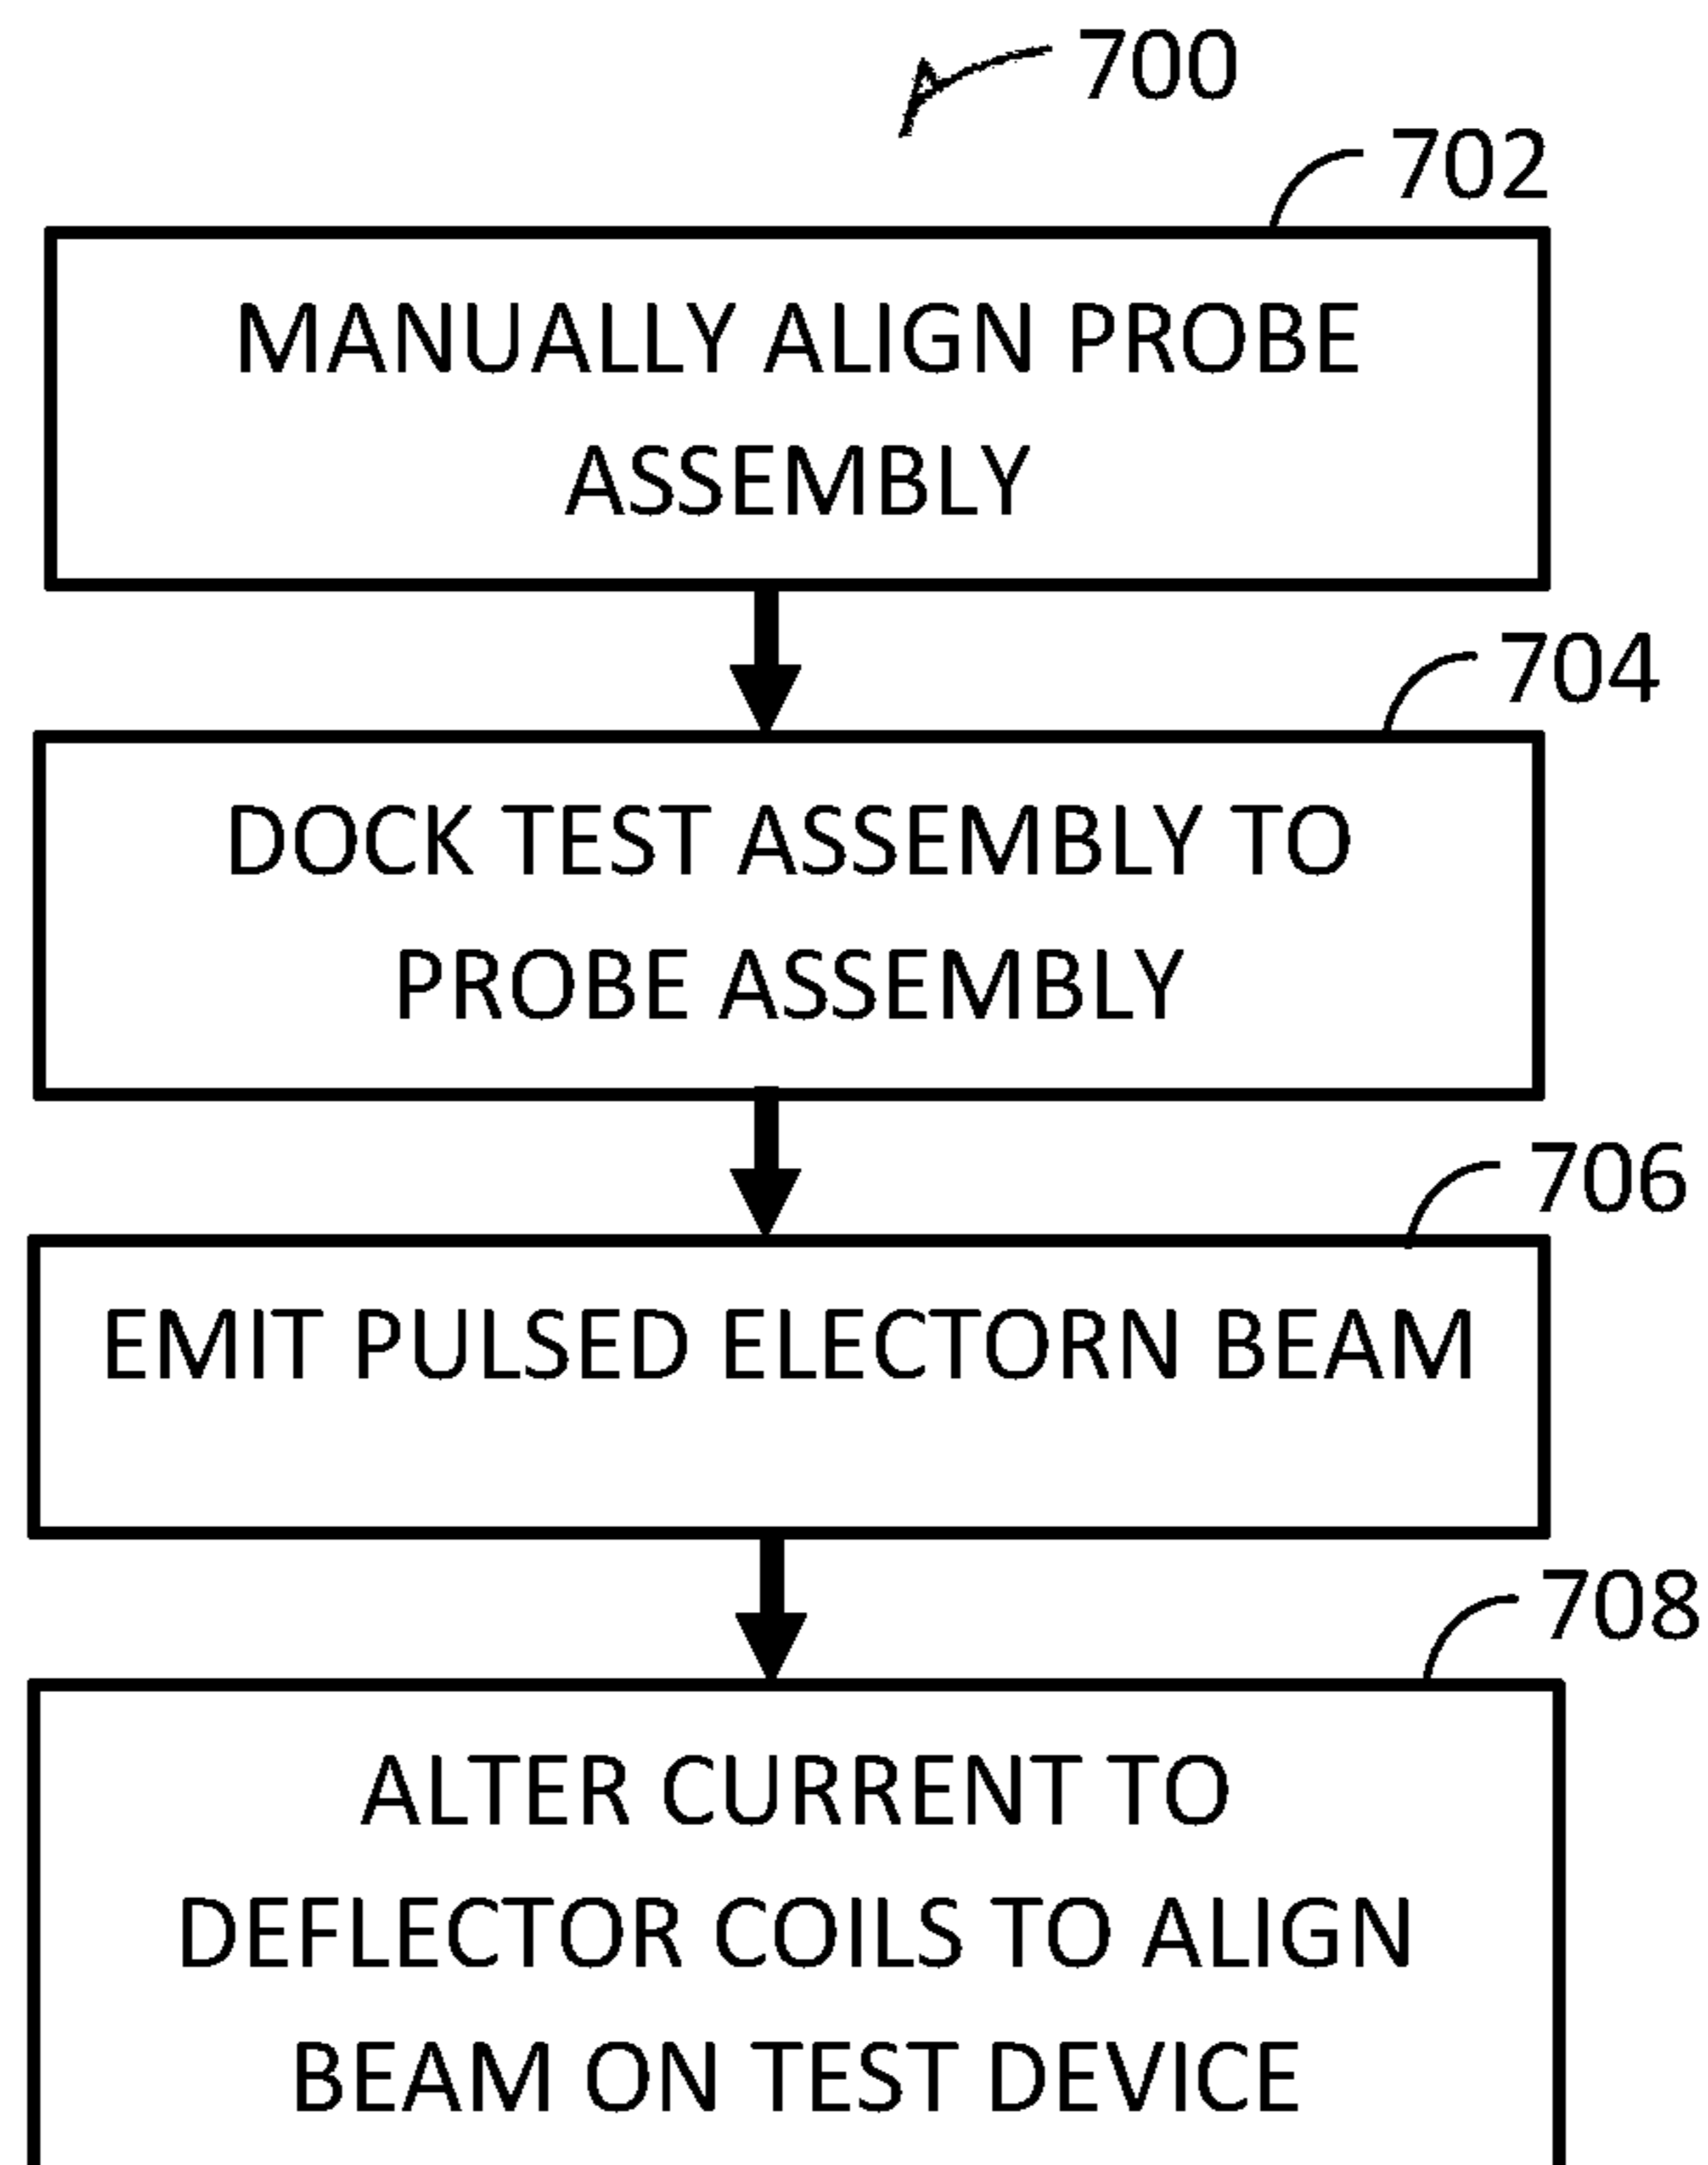 700
702
MANUALLY ALIGN PROBE
ASSEMBLY
704
DOCK TEST ASSEMBLY TO
PROBE ASSEMBLY
706
EMIT PULSED ELECTORN BEAM
708
ALTER CURRENT TO
DEFLECTOR COILS TO ALIGN
BEAM ON TEST DEVICE